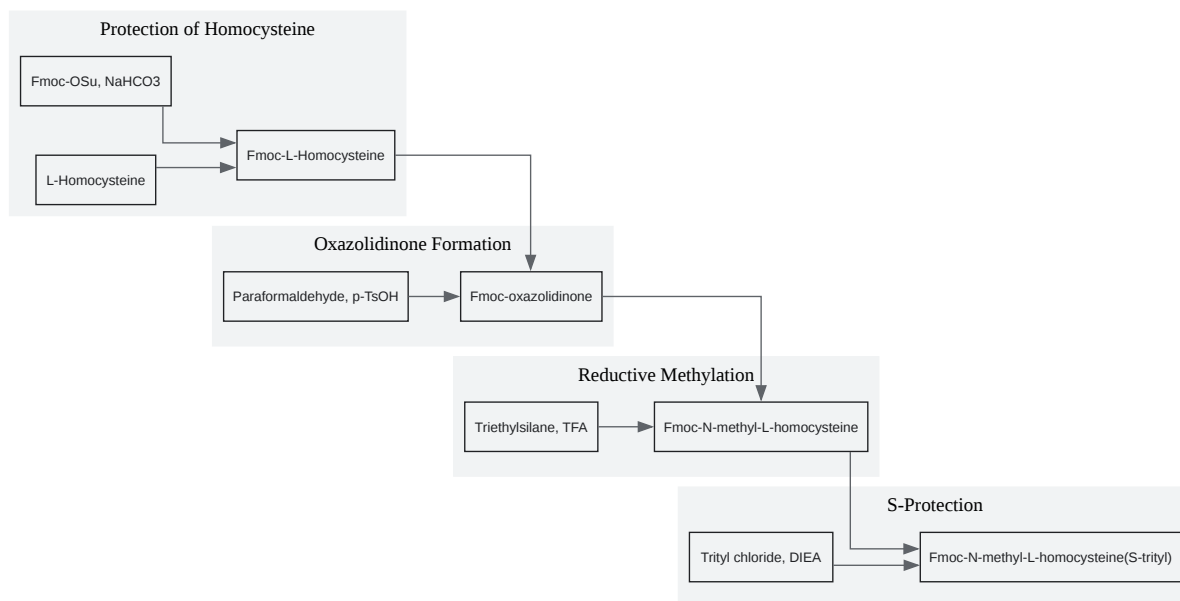 Protection of Homocysteine
Fmoc-OSu, NaHCO3
Fmoc-L-Homocysteine
L-Homocysteine
Oxazolidinone Formation
Paraformaldehyde, p-TsOH
Fmoc-oxazolidinone
Reductive Methylation
Triethylsilane, TFA
Fmoc-N-methyl-L-homocysteine
S-Protection
Trityl chloride, DIEA
Fmoc-N-methyl-L-homocysteine(S-trityl)